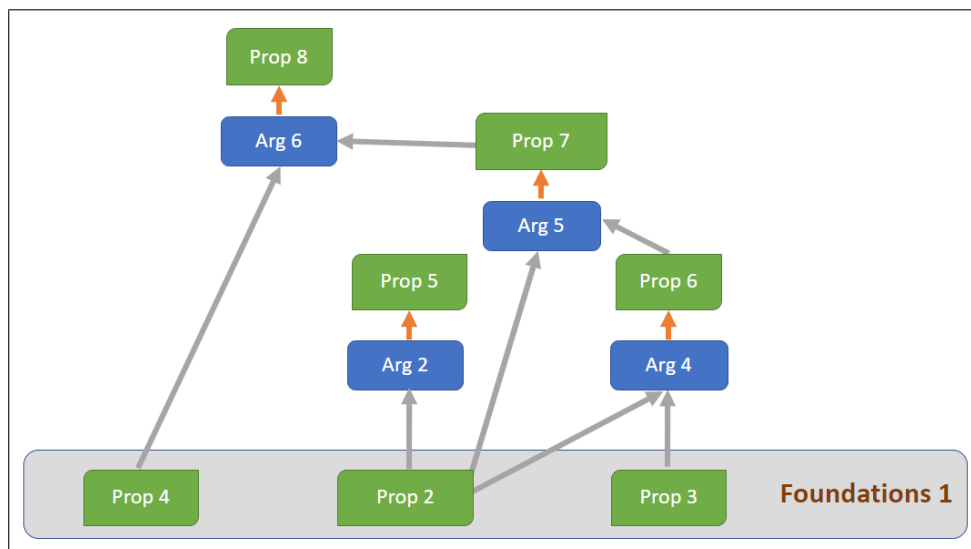 Prop 8
Arg 6
Prop 7
Arg 5
Prop 5
Prop 6
Arg 2
Arg 4
Prop 4
Prop 2
Prop 3
Foundations 1